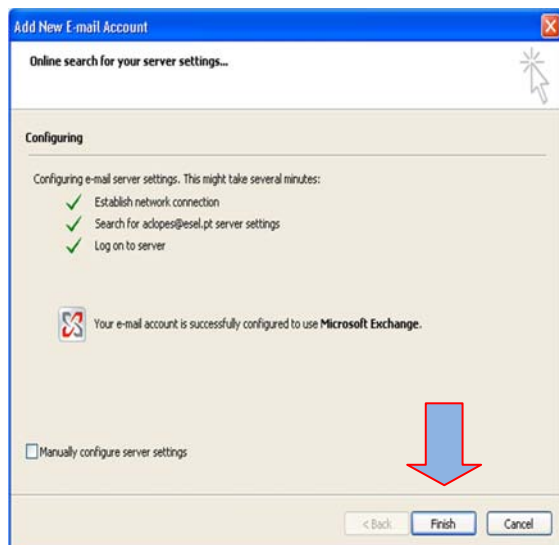 Add New E-mail Account
Online search for your server settings...
Configuring
Configuring e-mail server settings. This might take several minutes:
Establish network connection
Search for aclopes@esel.pt server settings
Log on to server
Your e-mail account is successfully configured to use Microsoft Exchange.
Manually configure server settings
< Back Finish Cancel